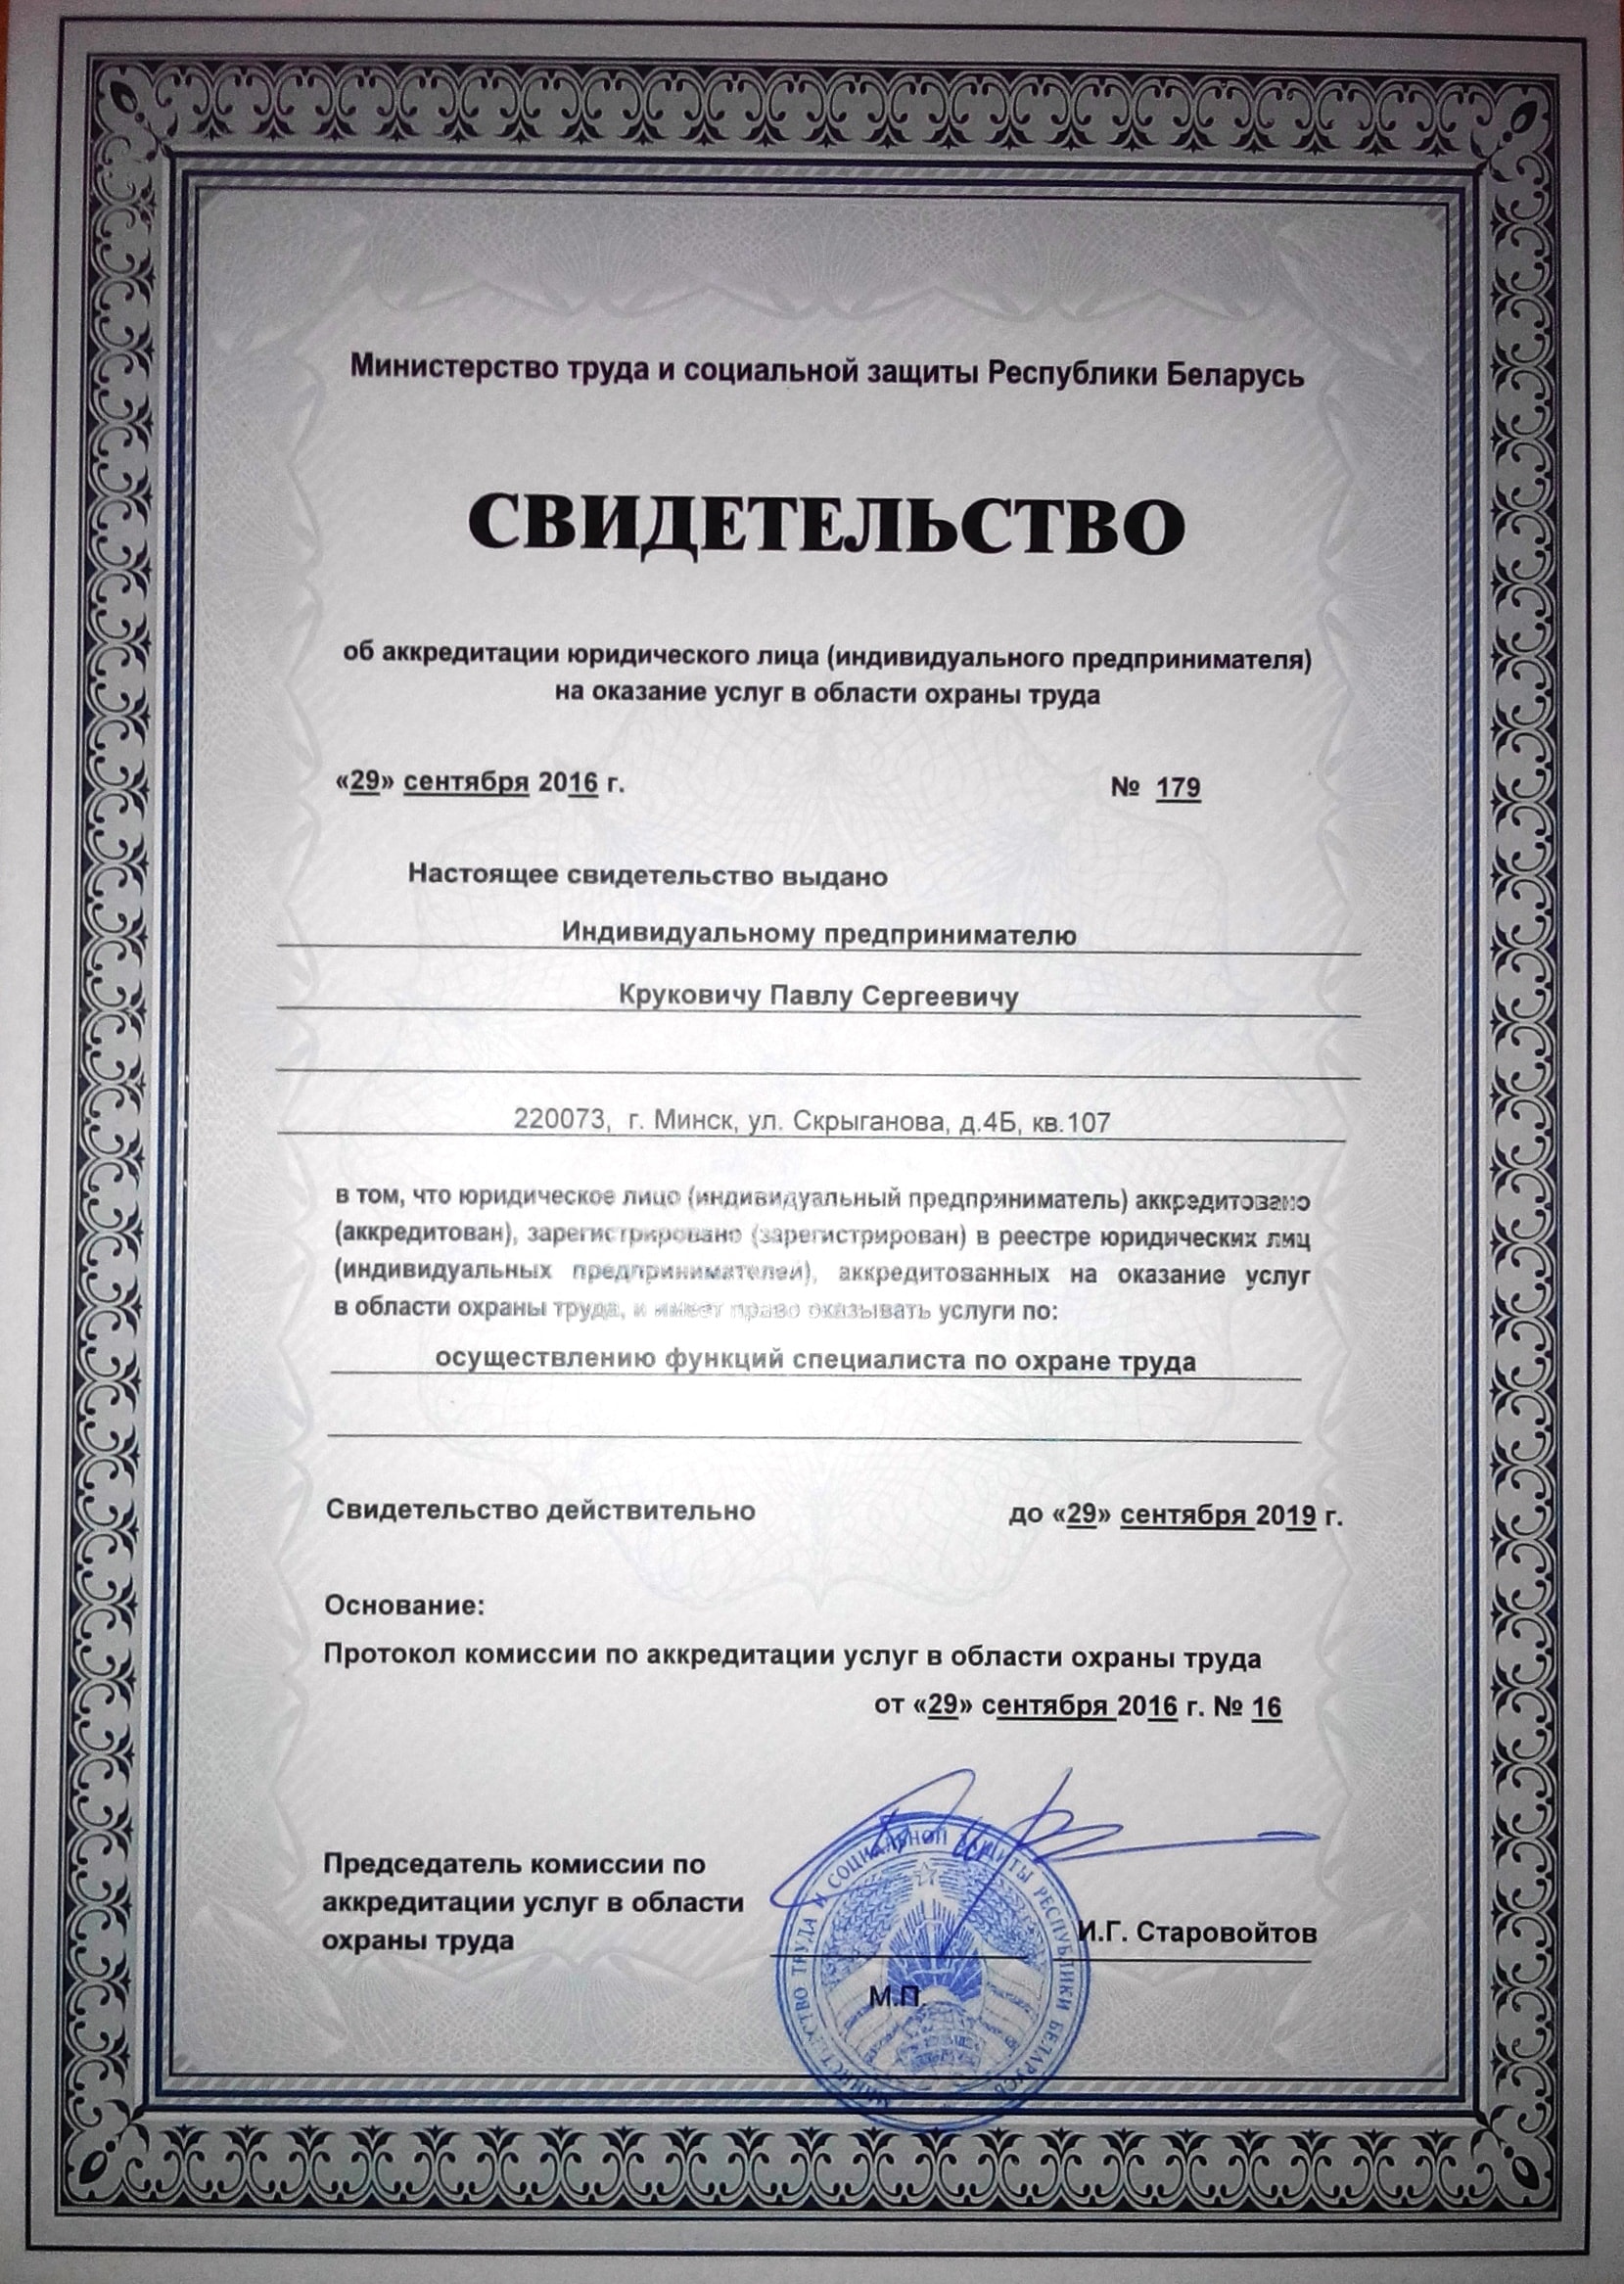 Министерство труда и социальной защиты Республики Беларусь
СВИДЕТЕЛЬСТВО
об аккредитации юридического лица (индивидуального предпринимателя)
на оказание услуг в области охраны труда
«29» сентября 2016 г. № 179
Настоящее свидетельство выдано
Индивидуальному предпринимателю
Круковичу Павлу Сергеевичу
220073, г. Минск, ул. Скрыганова, д.4Б, кв.107
в том, что юридическое лицо (индивидуальный предприниматель) аккредитовано
(аккредитован), зарегистрировано (зарегистрирован) в реестре юридических лиц
(индивидуальных предпринимателей), аккредитованных на оказание услуг
в области охраны труда, и имеет право оказывать услуги по:
осуществлению функций специалиста по охране труда
Свидетельство действительно до «29» сентября 2019 г.
Основание:
Протокол комиссии по аккредитации услуг в области охраны труда
от «29» сентября 2016 г. № 16
Председатель комиссии по
аккредитации услуг в области
охраны труда
И.Г. Старовойтов
М.П.
МИНИСТЕРСТВО ТРУДА И СОЦИАЛЬНОЙ ЗАЩИТЫ РЕСПУБЛИКИ БЕЛАРУСЬ